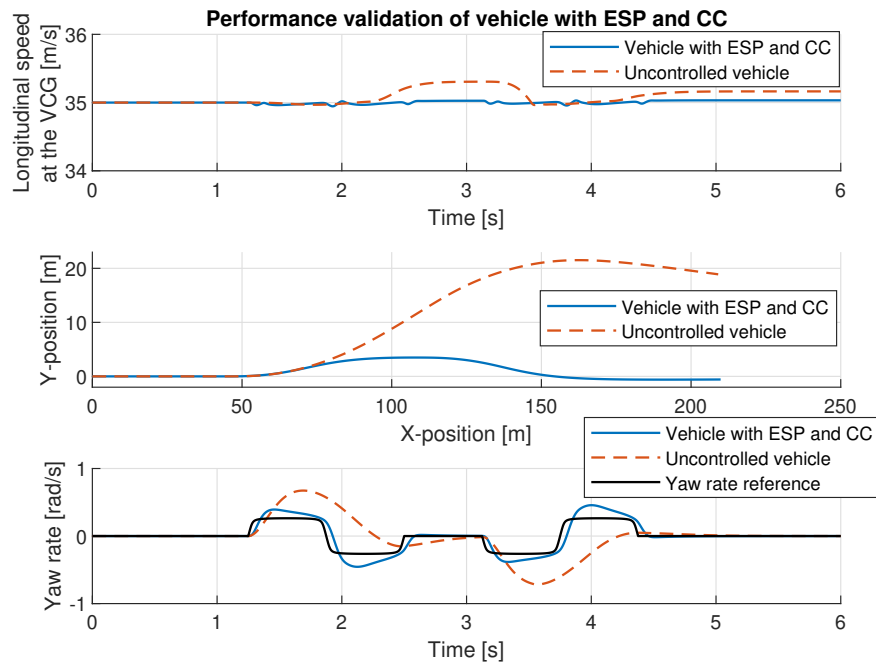 Performance validation of vehicle with ESP and CC
Longitudinal speed
at the VCG [m/s]
36
35
34
Vehicle with ESP and CC
Uncontrolled vehicle
0 1 2 3 4 5 6
Time [s]
Y-position [m]
20
10
0
Vehicle with ESP and CC
Uncontrolled vehicle
0 50 100 150 200 250
X-position [m]
Vehicle with ESP and CC
Uncontrolled vehicle
Yaw rate reference
Yaw rate [rad/s]
1
0
-1
0 1 2 3 4 5 6
Time [s]